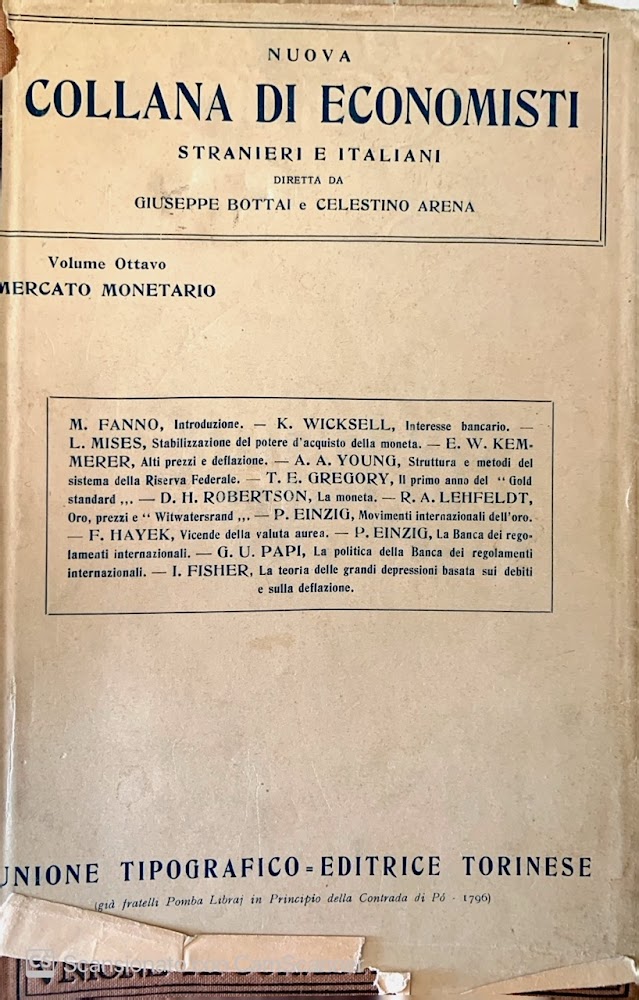 NUOVA
COLLANA DI ECONOMISTI
STRANIERI E ITALIANI
DIRETTA DA
GIUSEPPE BOTTAI e CELESTINO ARENA
Volume Ottavo
MERCATO MONETARIO
M. FANNO, Introduzione. — K. WICKSELL, Interesse bancario. —
L. MISES, Stabilizzazione del potere d'acquisto della moneta. — E. W. KEM-
MERER, Alti prezzi e deflazione. — A. A. YOUNG, Struttura e metodi del
sistema della Riserva Federale. — T. E. GREGORY, Il primo anno del “ Gold
standard „. — D. H. ROBERTSON, La moneta. — R. A. LEHFELDT,
Oro, prezzi e “ Witwatersrand „. — P. EINZIG, Movimenti internazionali dell'oro.
— F. HAYEK, Vicende della valuta aurea. — P. EINZIG, La Banca dei rego-
lamenti internazionali. — G. U. PAPI, La politica della Banca dei regolamenti
internazionali. — I. FISHER, La teoria delle grandi depressioni basata sui debiti
e sulla deflazione.
UNIONE TIPOGRAFICO=EDITRICE TORINESE
(già fratelli Pomba Libraj in Principio della Contrada di Pó - 1796)
CS Scansionato con CamScanner